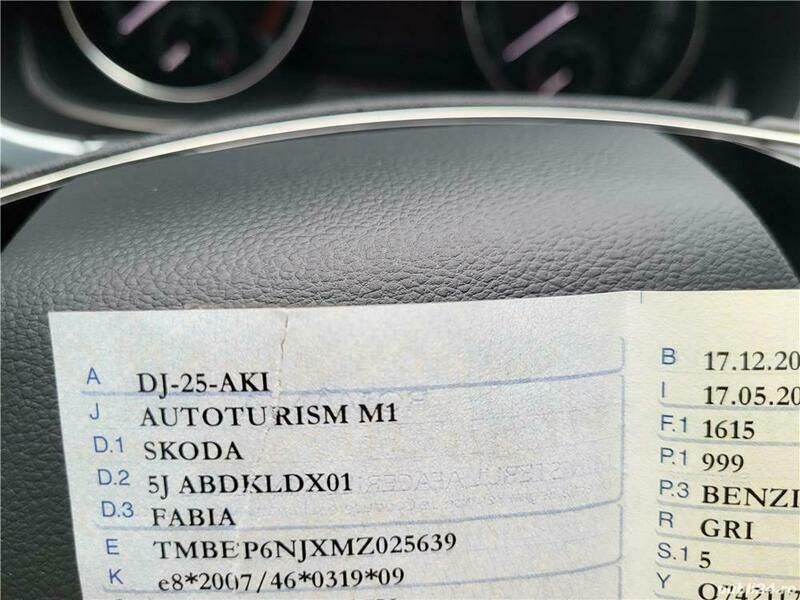 A DJ-25-AKI
J AUTOTURISM M1
D.1 SKODA
D.2 5J ABDKLDX01
D.3 FABIA
E TMBEP6NJXMZ025639
K e8*2007/46*0319*09
B 17.12.20
I 17.05.20
F.1 1615
P.1 999
P.3 BENZI
R GRI
S.1 5
Y